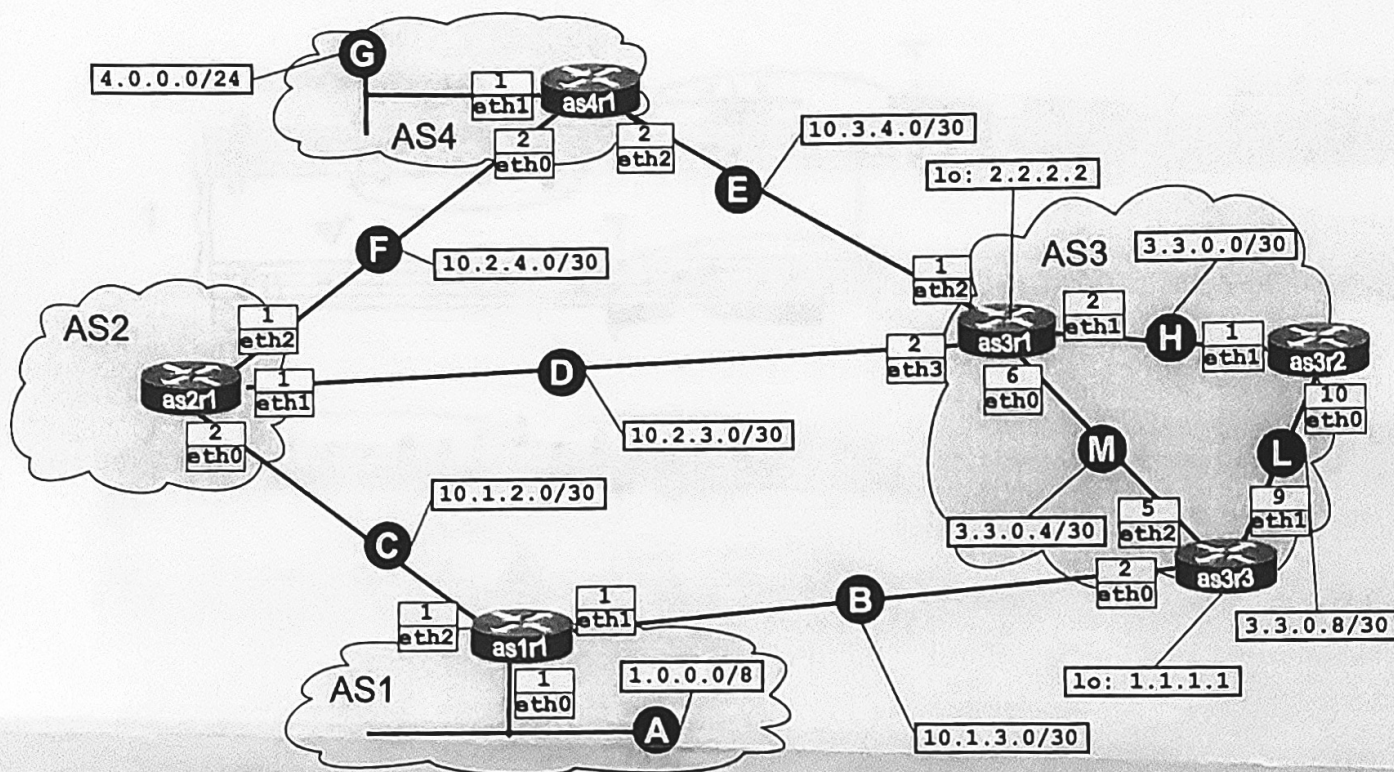 G
4.0.0.0/24
1
eth1
as4r1
AS4
2
eth0
2
eth2
10.3.4.0/30
E
lo: 2.2.2.2
F
10.2.4.0/30
AS3
3.3.0.0/30
1
eth2
2
eth1
H
1
eth1
as3r1
as3r2
AS2
1
eth2
as2r1
1
eth1
D
2
eth3
6
eth0
10
eth0
2
eth0
10.2.3.0/30
M
L
10.1.2.0/30
9
eth1
5
eth2
3.3.0.4/30
C
as3r3
2
eth0
B
1
eth1
1
eth2
as1r1
3.3.0.8/30
AS1
1
eth0
1.0.0.0/8
lo: 1.1.1.1
A
10.1.3.0/30